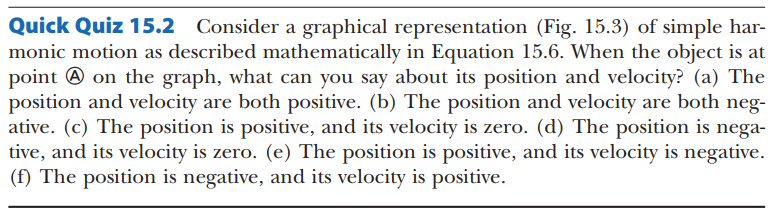 Quick Quiz 15.2 Consider a graphical representation (Fig. 15.3) of simple har-
monic motion as described mathematically in Equation 15.6. When the object is at
point Ⓐ on the graph, what can you say about its position and velocity? (a) The
position and velocity are both positive. (b) The position and velocity are both neg-
ative. (c) The position is positive, and its velocity is zero. (d) The position is nega-
tive, and its velocity is zero. (e) The position is positive, and its velocity is negative.
(f) The position is negative, and its velocity is positive.